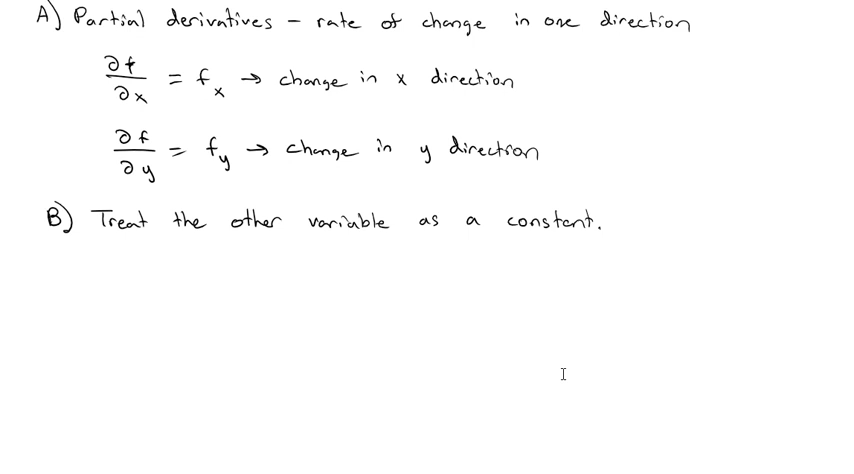 A) Partial derivatives – rate of change in one direction
∂f/∂x = fₓ → change in x direction
∂f/∂y = f_y → change in y direction
B) Treat the other variable as a constant.